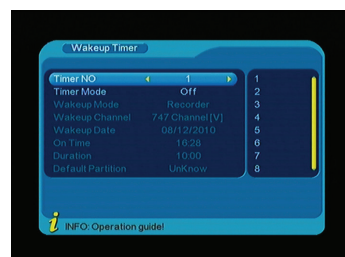 Wakeup Timer
Timer NO 1
Timer Mode Off
Wakeup Mode Recorder
Wakeup Channel 747 Channel [V]
Wakeup Date 08/12/2010
On Time 16:28
Duration 10:00
Default Partition UnKnow
1
2
3
4
5
6
7
8
i INFO: Operation guide!